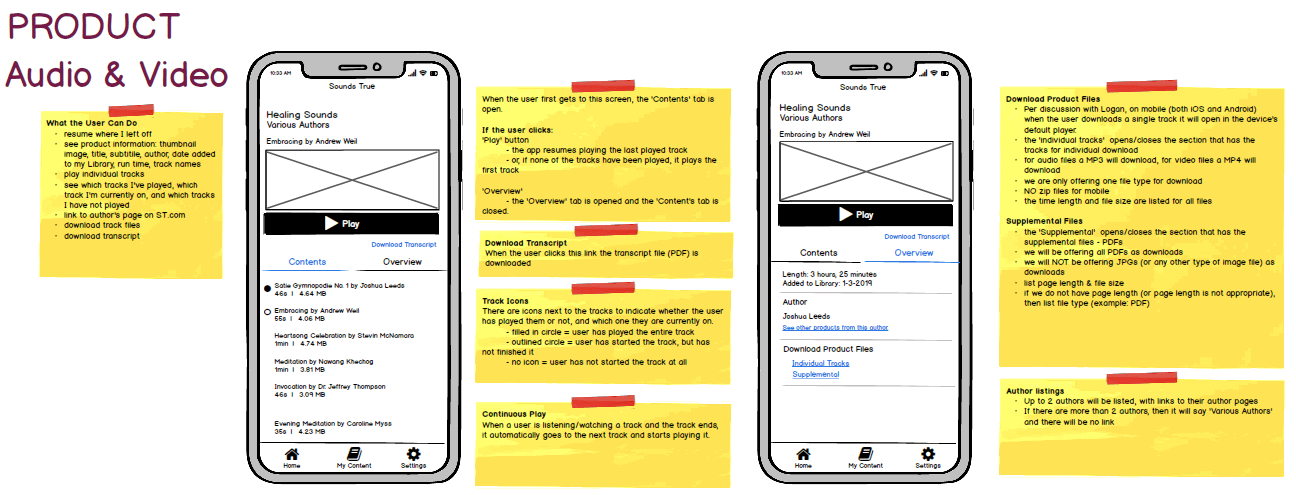 PRODUCT
Audio & Video
What the User Can Do
· resume where I left off
· see product information: thumbnail
image, title, subtitle, author, date added
to my Library, run time, track names
· play individual tracks
· see which tracks I've played, which
track I'm currently on, and which tracks
I have not played
· link to author's page on ST.com
· download track files
· download transcript
10:33 AM
Sounds True
Healing Sounds
Various Authors
Embracing by Andrew Weil
Play
Download Transcript
Contents
Overview
Satie Gymnopodie No. 1 by Joshua Leeds
46s | 4.64 MB
Embracing by Andrew Weil
55s | 4.06 MB
Heartsong Celebration by Stevin McNamara
1min | 4.74 MB
Meditation by Nawang Khechog
1min | 3.81 MB
Invocation by Dr. Jeffrey Thompson
46s | 3.09 MB
Evening Meditation by Caroline Myss
35s | 4.23 MB
Home
My Content
Settings
When the user first gets to this screen, the 'Contents' tab is
open.
If the user clicks:
'Play' button
- the app resumes playing the last played track
- or, if none of the tracks have been played, it plays the
first track
'Overview'
- the 'Overview' tab is opened and the 'Content's tab is
closed.
Download Transcript
When the user clicks this link the transcript file (PDF) is
downloaded
Track Icons
There are icons next to the tracks to indicate whether the user
has played them or not, and which one they are currently on.
- filled in circle = user has played the entire track
- outlined circle = user has started the track, but has
not finished it
- no icon = user has not started the track at all
Continuous Play
When a user is listening/watching a track and the track ends,
it automatically goes to the next track and starts playing it.
10:33 AM
Sounds True
Healing Sounds
Various Authors
Embracing by Andrew Weil
Play
Download Transcript
Contents
Overview
Length: 3 hours, 25 minutes
Added to Library: 1-3-2019
Author
Joshua Leeds
See other products from this author
Download Product Files
Individual Tracks
Supplemental
Home
My Content
Settings
Download Product Files
· Per discussion with Logan, on mobile (both iOS and Android)
when the user downloads a single track it will open in the device's
default player.
· the 'individual tracks' opens/closes the section that has the
tracks for individual download
· for audio files a MP3 will download, for video files a MP4 will
download
· we are only offering one file type for download
· NO zip files for mobile
· the time length and file size are listed for all files
Supplemental Files
· the 'Supplemental' opens/closes the section that has the
supplemental files - PDFs
· we will be offering all PDFs as downloads
· we will NOT be offering JPGs (or any other type of image file) as
downloads
· list page length & file size
· if we do not have page length (or page length is not appropriate),
then list file type (example: PDF)
Author listings
· Up to 2 authors will be listed, with links to their author pages
· If there are more than 2 authors, then it will say 'Various Authors'
and there will be no link